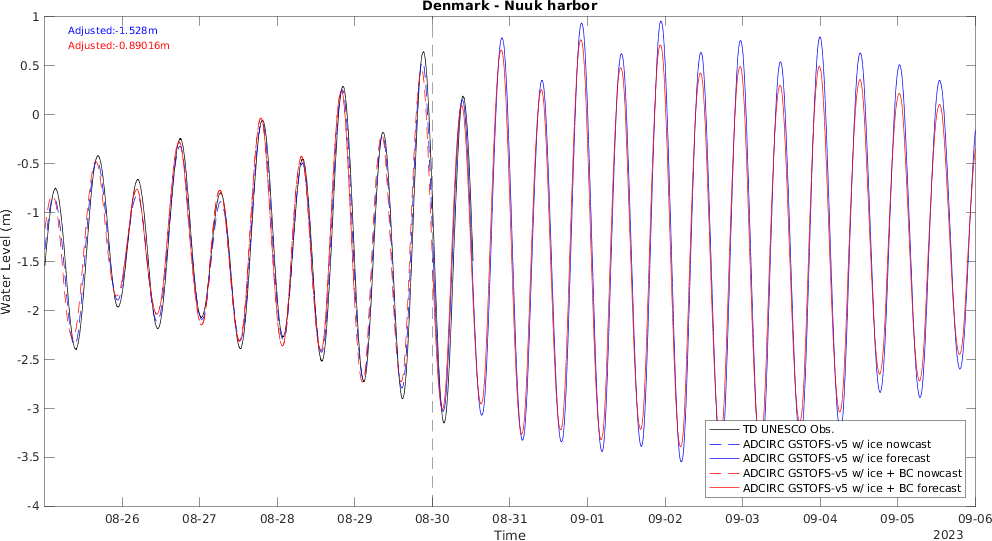 Denmark - Nuuk harbor
Adjusted:-1.528m
Adjusted:-0.89016m
1
0.5
0
-0.5
-1
-1.5
-2
-2.5
-3
-3.5
-4
Water Level (m)
TD UNESCO Obs.
ADCIRC GSTOFS-v5 w/ ice nowcast
ADCIRC GSTOFS-v5 w/ ice forecast
ADCIRC GSTOFS-v5 w/ ice + BC nowcast
ADCIRC GSTOFS-v5 w/ ice + BC forecast
08-26 08-27 08-28 08-29 08-30 08-31 09-01 09-02 09-03 09-04 09-05 09-06
Time
2023